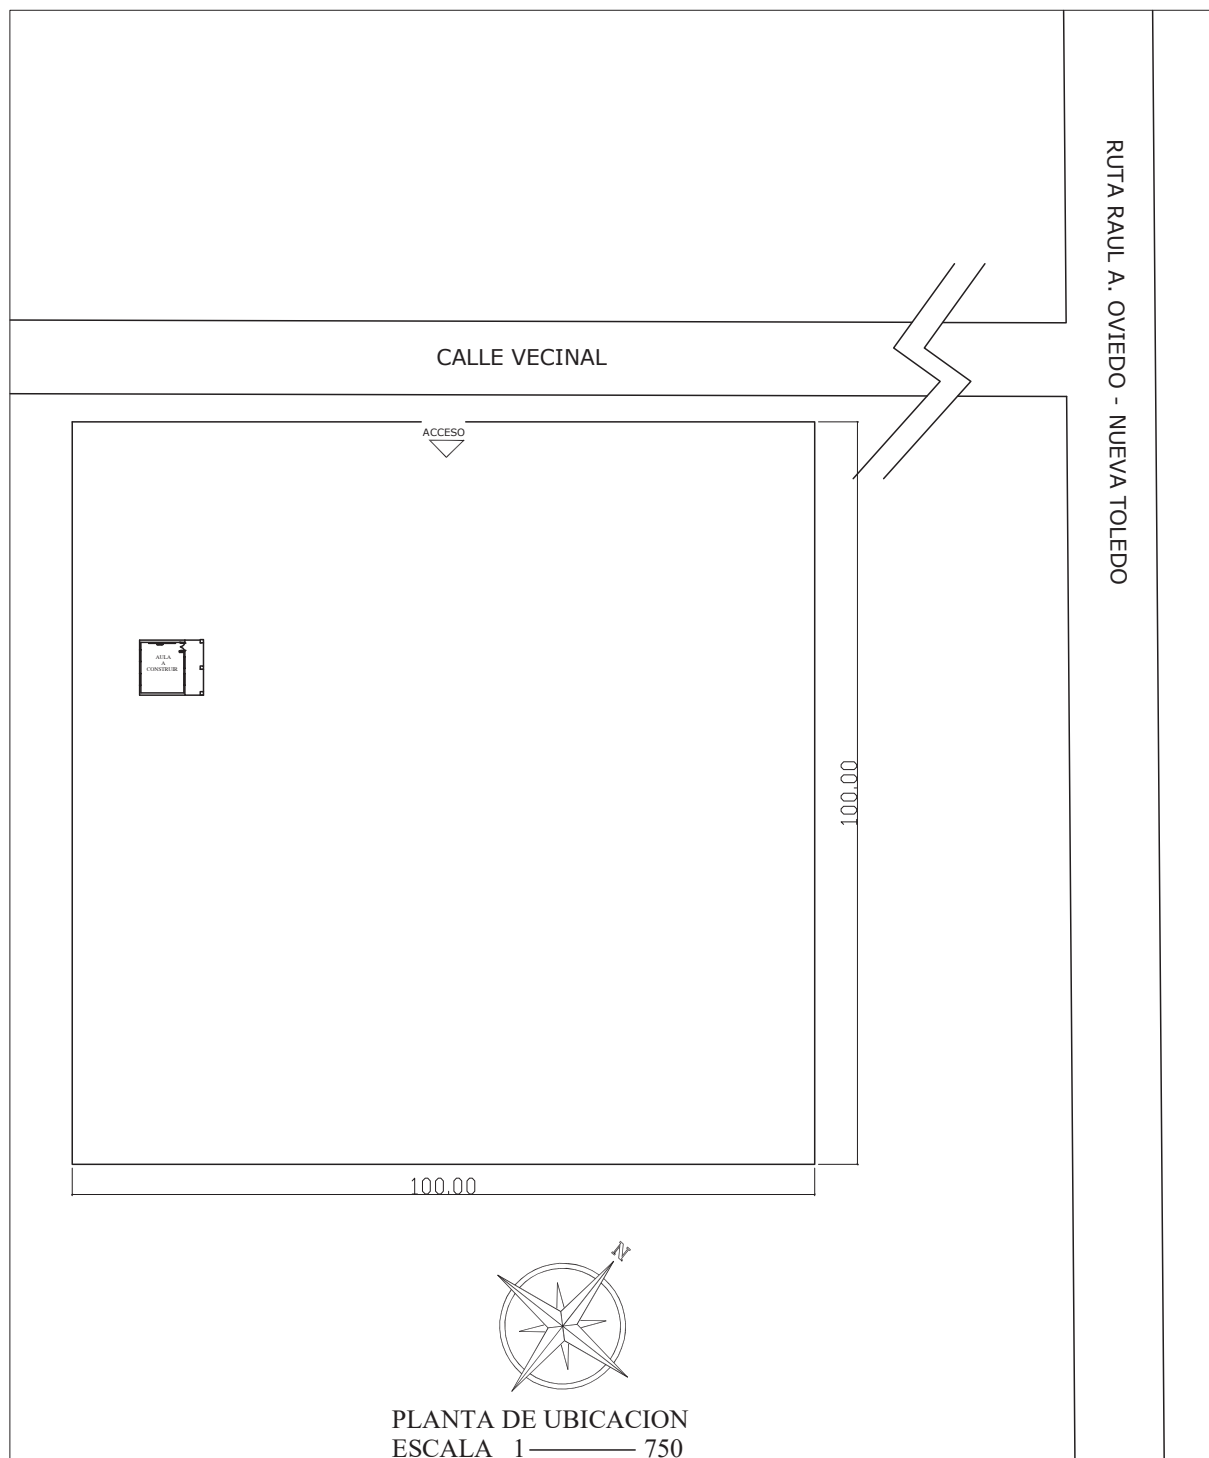 RUTA RAUL A. OVIEDO - NUEVA TOLEDO
CALLE VECINAL
ACCESO
AULA
A
CONSTRUIR
100.00
100.00
N
PLANTA DE UBICACION
ESCALA 1 750